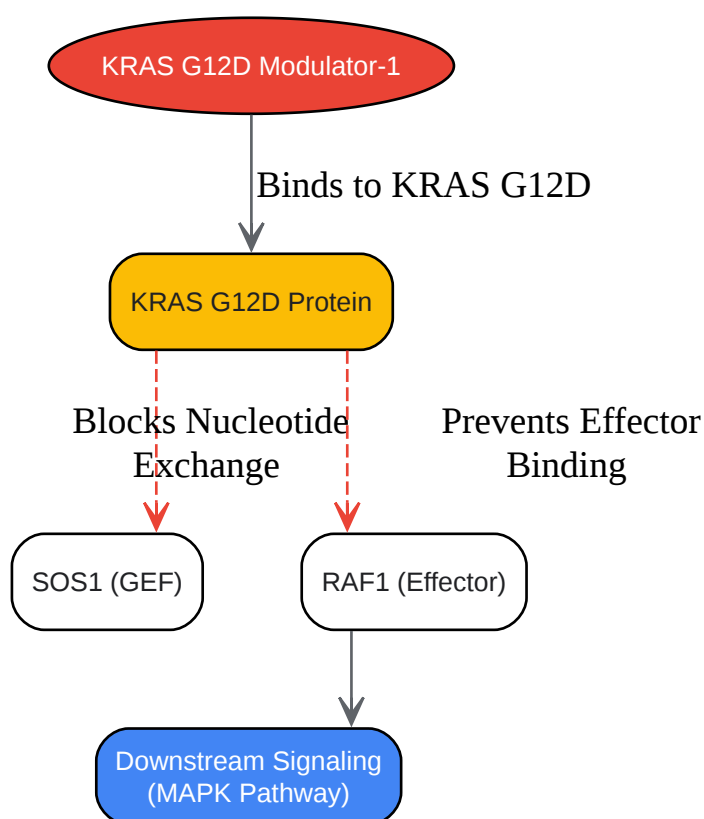 KRAS G12D Modulator-1
Binds to KRAS G12D
KRAS G12D Protein
Blocks Nucleotide
Exchange
Prevents Effector
Binding
SOS1 (GEF)
RAF1 (Effector)
Downstream Signaling
(MAPK Pathway)